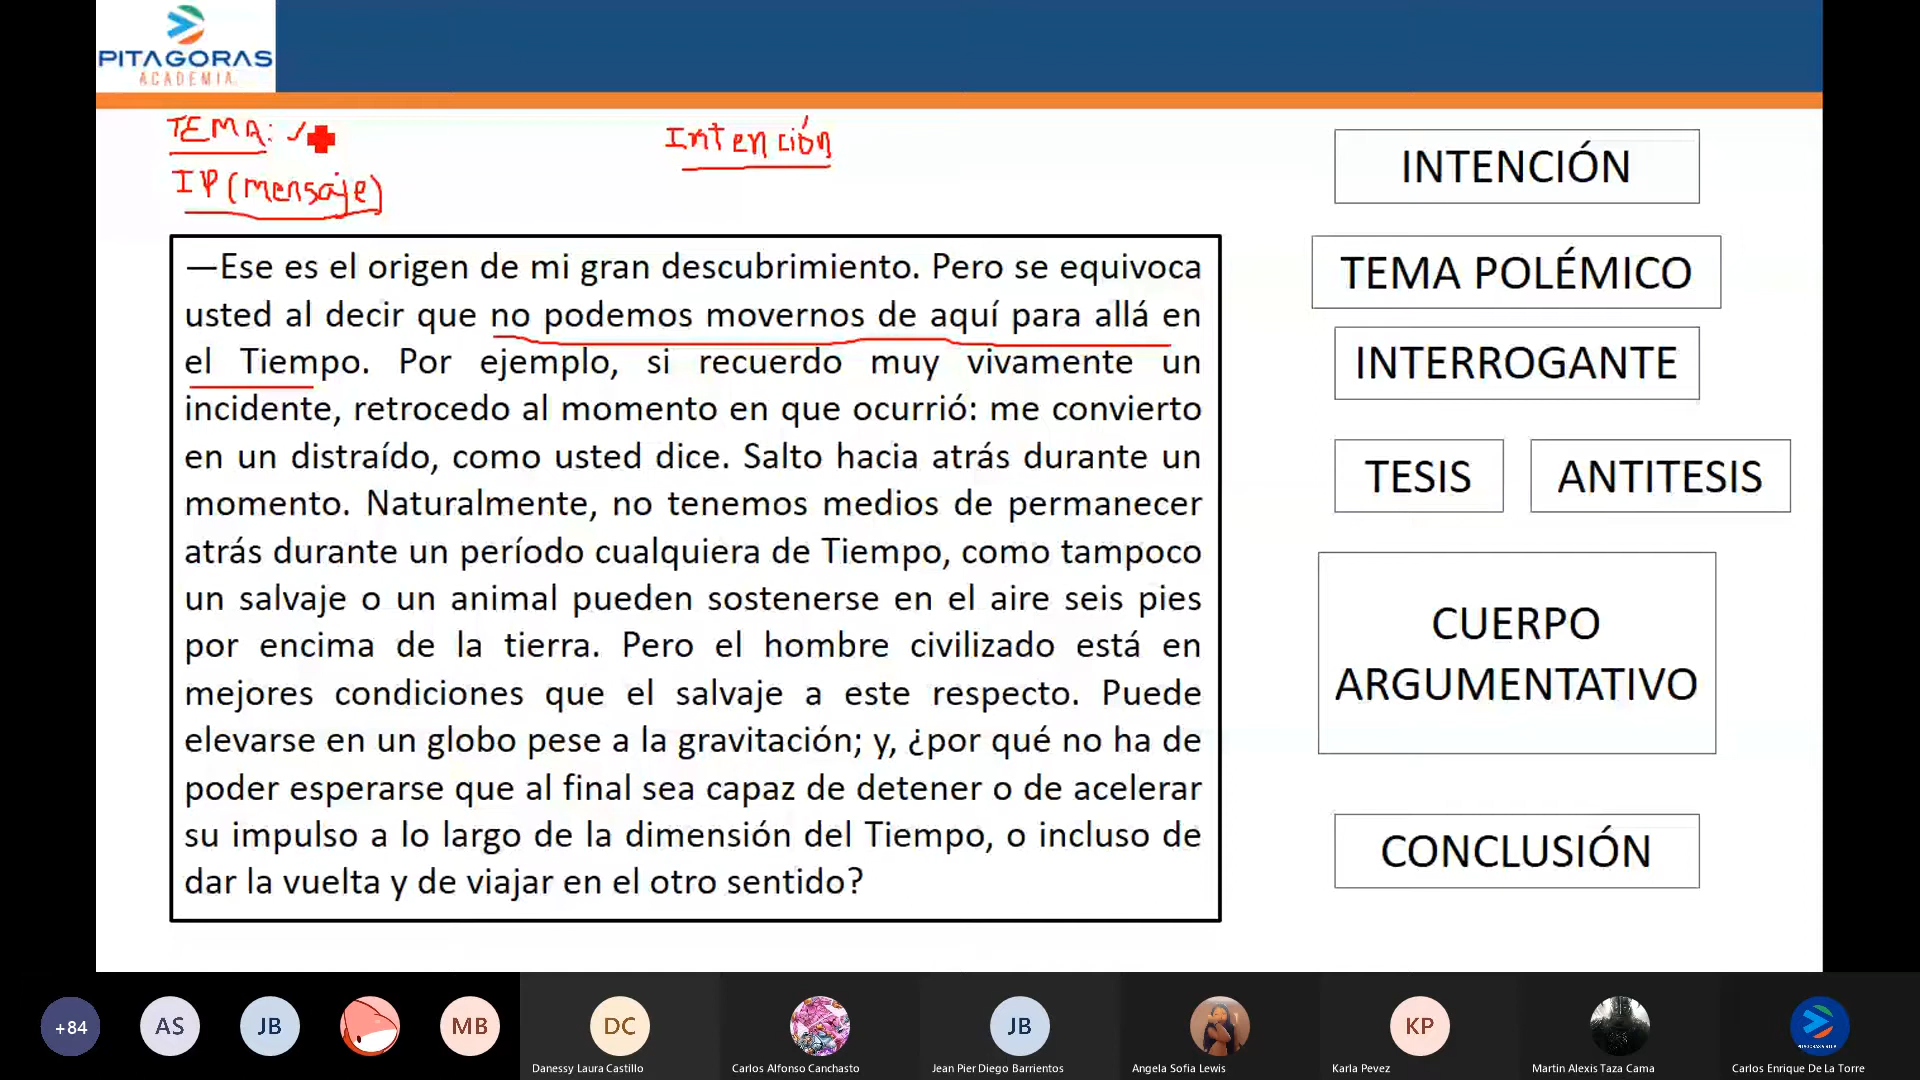 PITAGORAS
ACADEMIA
TEMA: 
IP (mensaje)
Intención
—Ese es el origen de mi gran descubrimiento. Pero se equivoca
usted al decir que no podemos movernos de aquí para allá en
el Tiempo. Por ejemplo, si recuerdo muy vivamente un
incidente, retrocedo al momento en que ocurrió: me convierto
en un distraído, como usted dice. Salto hacia atrás durante un
momento. Naturalmente, no tenemos medios de permanecer
atrás durante un período cualquiera de Tiempo, como tampoco
un salvaje o un animal pueden sostenerse en el aire seis pies
por encima de la tierra. Pero el hombre civilizado está en
mejores condiciones que el salvaje a este respecto. Puede
elevarse en un globo pese a la gravitación; y, ¿por qué no ha de
poder esperarse que al final sea capaz de detener o de acelerar
su impulso a lo largo de la dimensión del Tiempo, o incluso de
dar la vuelta y de viajar en el otro sentido?
INTENCIÓN
TEMA POLÉMICO
INTERROGANTE
TESIS
ANTITESIS
CUERPO
ARGUMENTATIVO
CONCLUSIÓN
+84
AS
JB
MB
DC
Danessy Laura Castillo
Carlos Alfonso Canchasto
JB
Jean Pier Diego Barrientos
Angela Sofia Lewis
KP
Karla Pevez
Martin Alexis Taza Cama
Carlos Enrique De La Torre